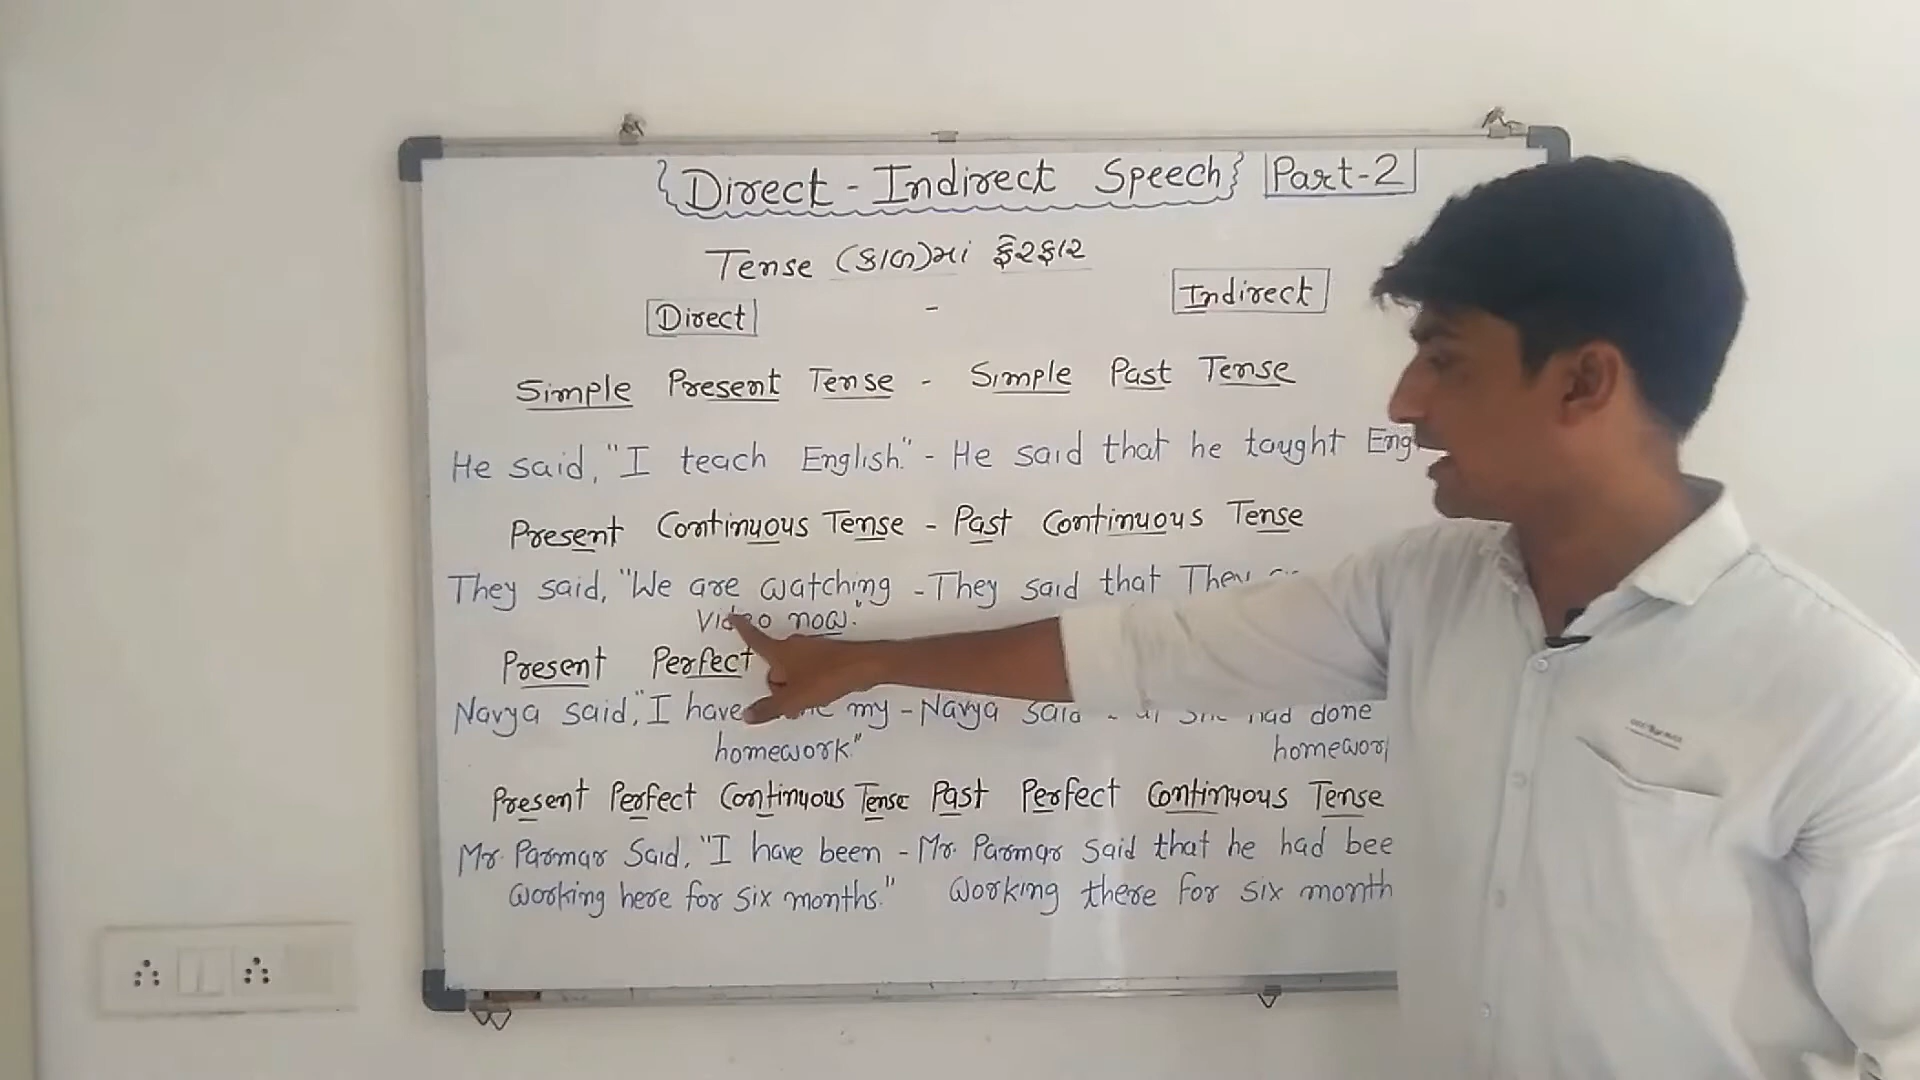 {Direct - Indirect Speech} Part-2
Tense (કાળ)માં ફેરફાર
Direct - Indirect
Simple Present Tense - Simple Past Tense
He said, "I teach English." - He said that he taught Eng
Present Continuous Tense - Past Continuous Tense
They said, "We are watching - They said that They
Video now."
Present Perfect
Navya said, "I have my - Navya said had done
homework" homewor
Present Perfect Continuous Tense Past Perfect Continuous Tense
Mr. Parmar Said, "I have been - Mr. Parmar Said that he had bee
Working here for six months." Working there for six month